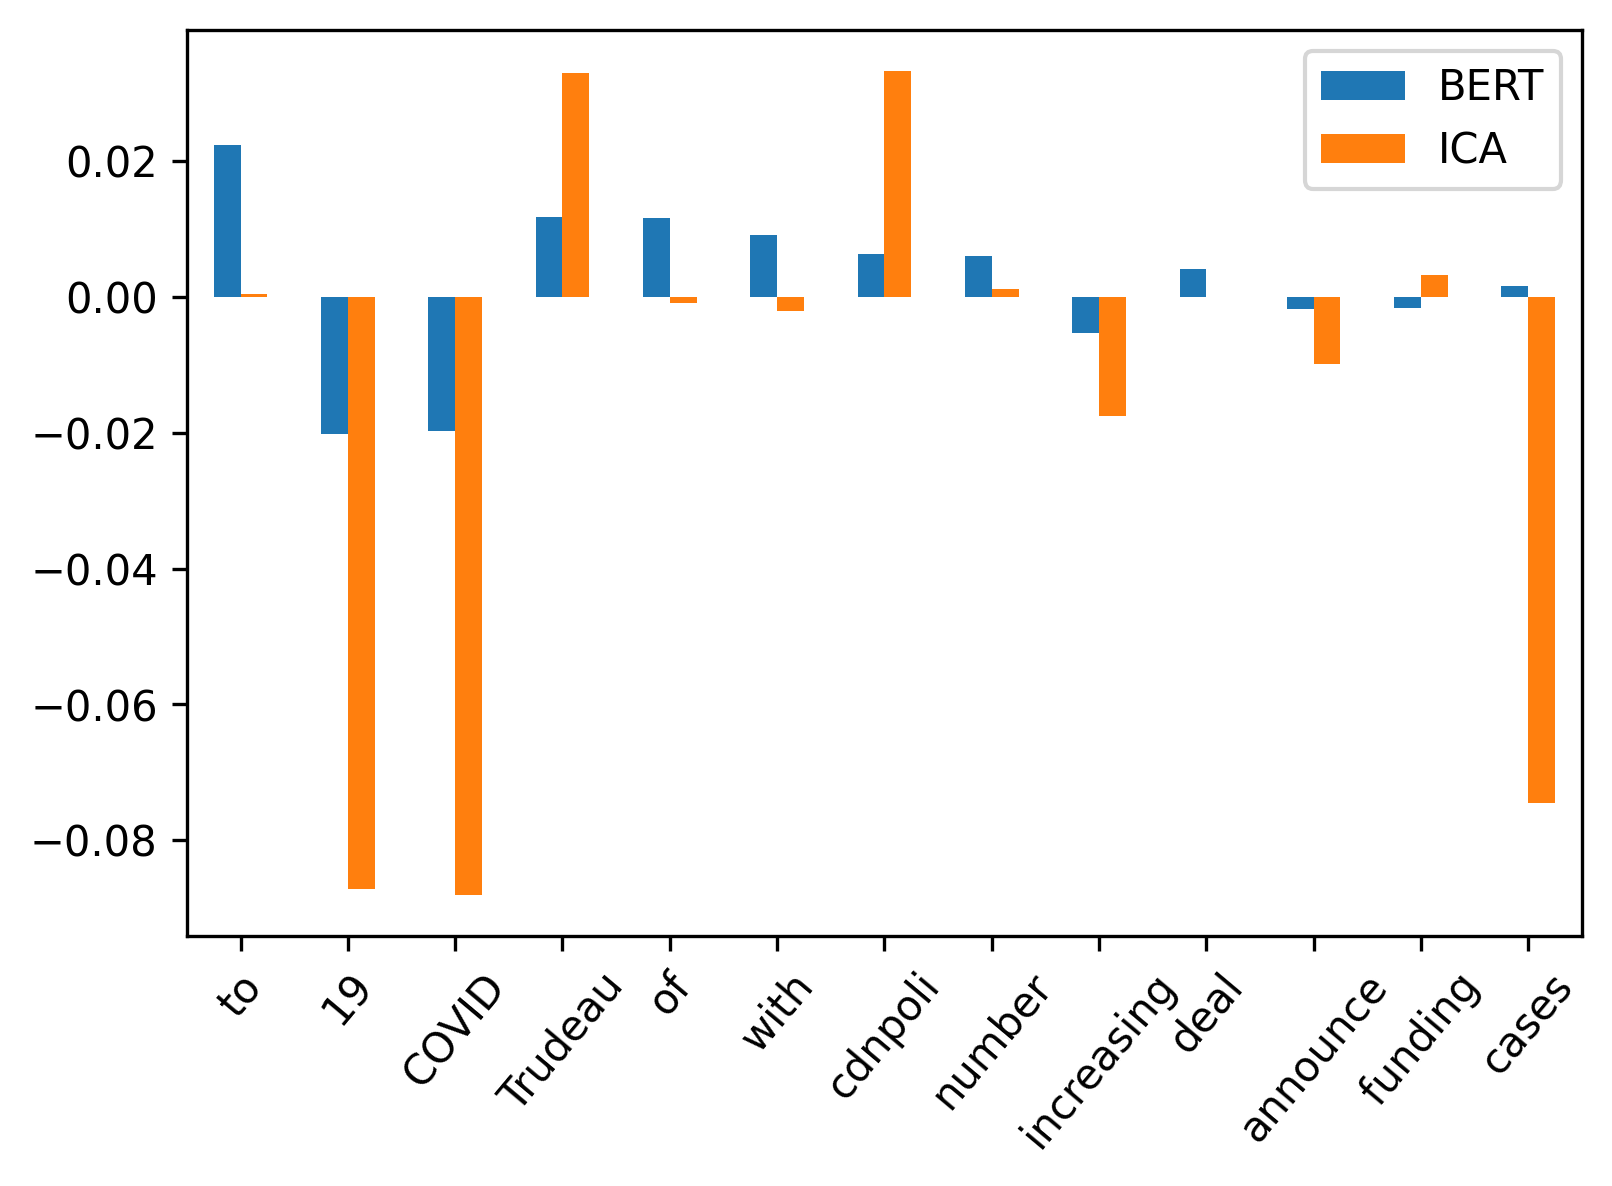 BERT
ICA
0.02
0.00
−0.02
−0.04
−0.06
−0.08
to
19
COVID
Trudeau
of
with
cdnpoli
number
increasing
deal
announce
funding
cases